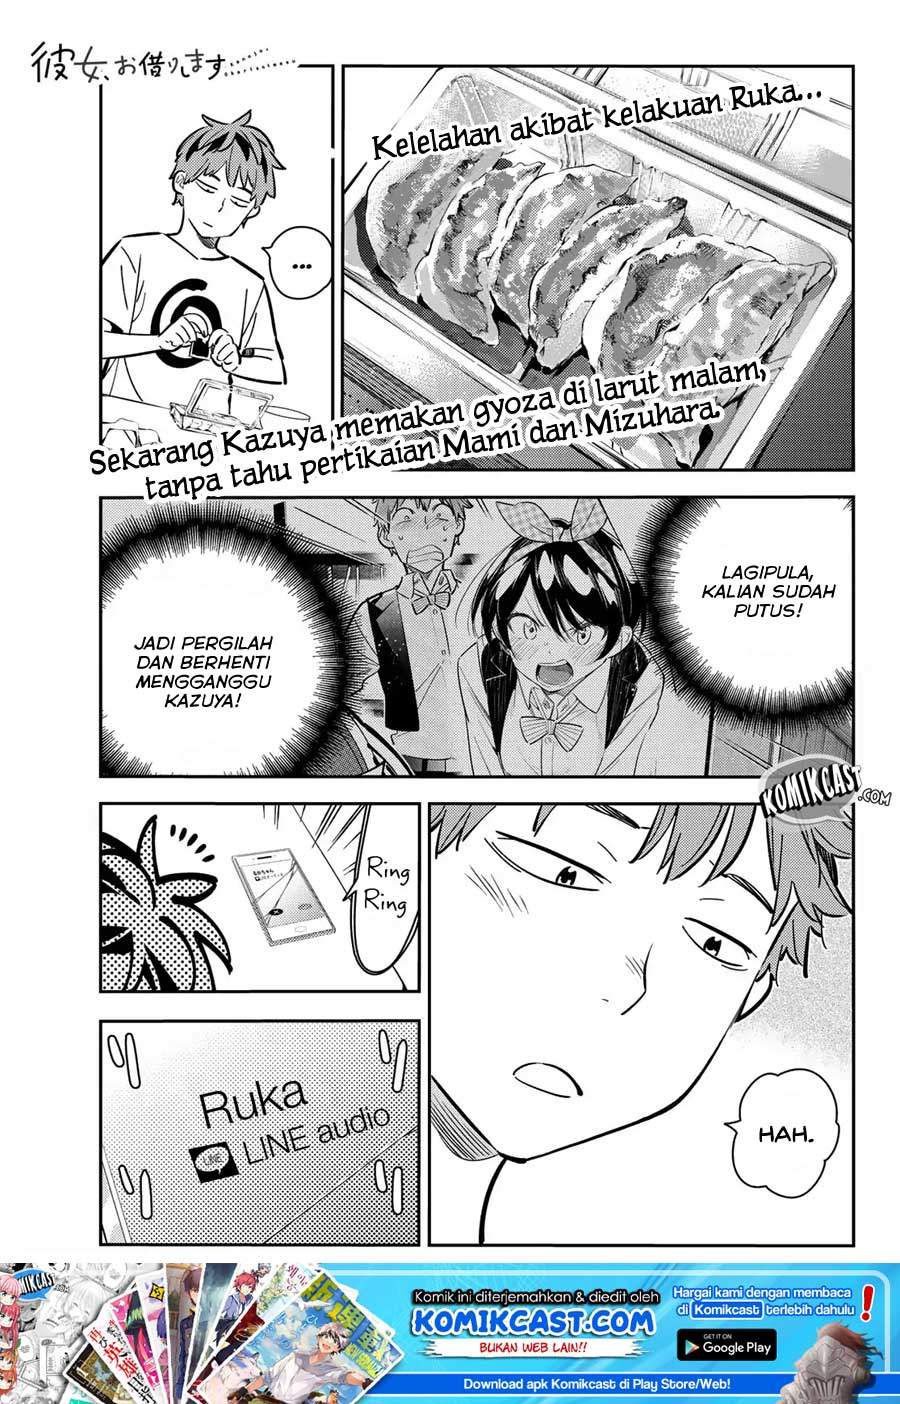 彼女、お借りします
Kelelahan akibat kelakuan Ruka...
...
Sekarang Kazuya memakan gyoza di larut malam,
tanpa tahu pertikaian Mami dan Mizuhara.
LAGIPULA,
KALIAN SUDAH
PUTUS!
JADI PERGILAH
DAN BERHENTI
MENGGANGGU
KAZUYA!
KOMIKCAST
.COM
Ring
Ring
HAH.
Ruka
LINE
LINE audio
Komik ini diterjemahkan & diedit oleh
KOMIKCAST.COM
BUKAN WEB LAIN!!
Hargai kami dengan membaca
di Komikcast terlebih dahulu
!
GET IT ON
Google Play
Download apk Komikcast di Play Store/Web!